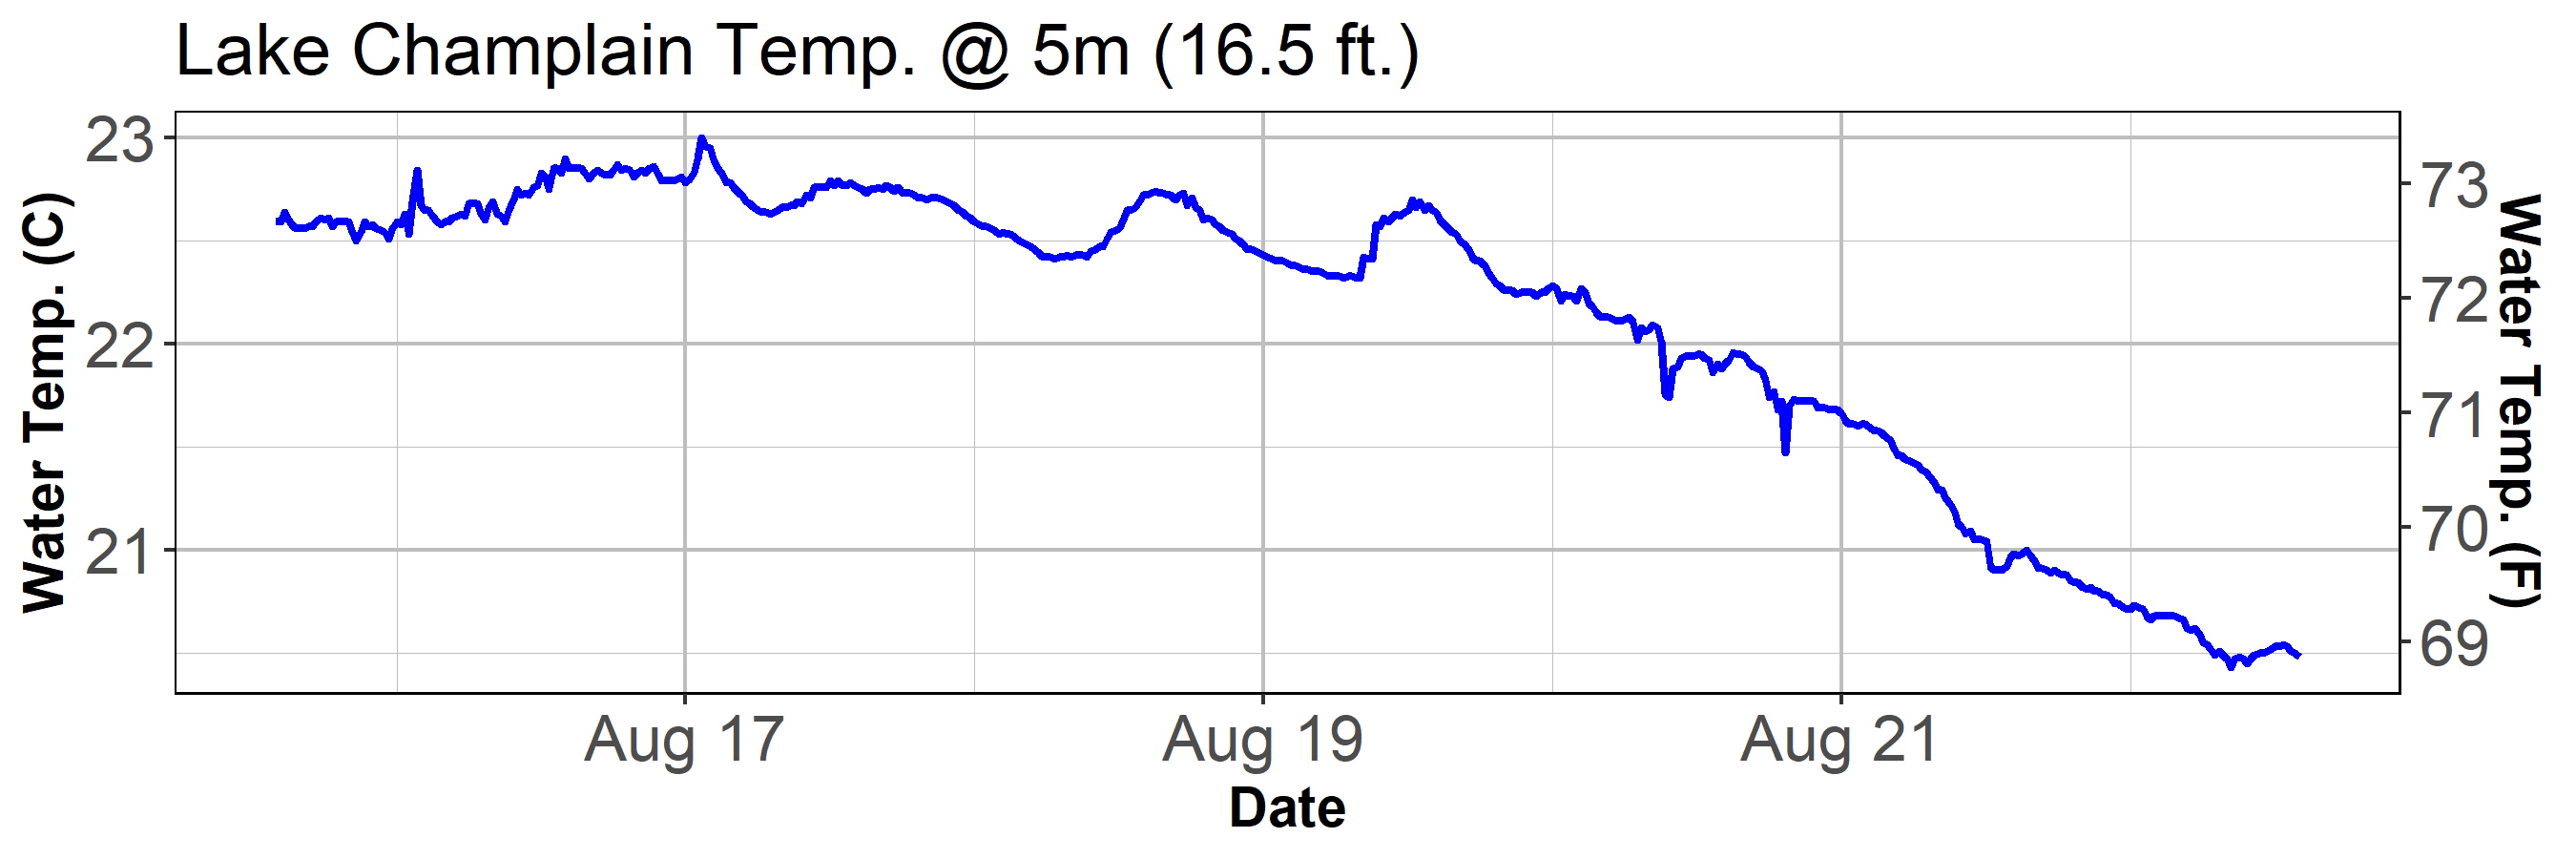 Lake Champlain Temp. @ 5m (16.5 ft.)
Water Temp. (C)
23
22
21
73
72
71
70
69
Water Temp. (F)
Aug 17
Aug 19
Aug 21
Date